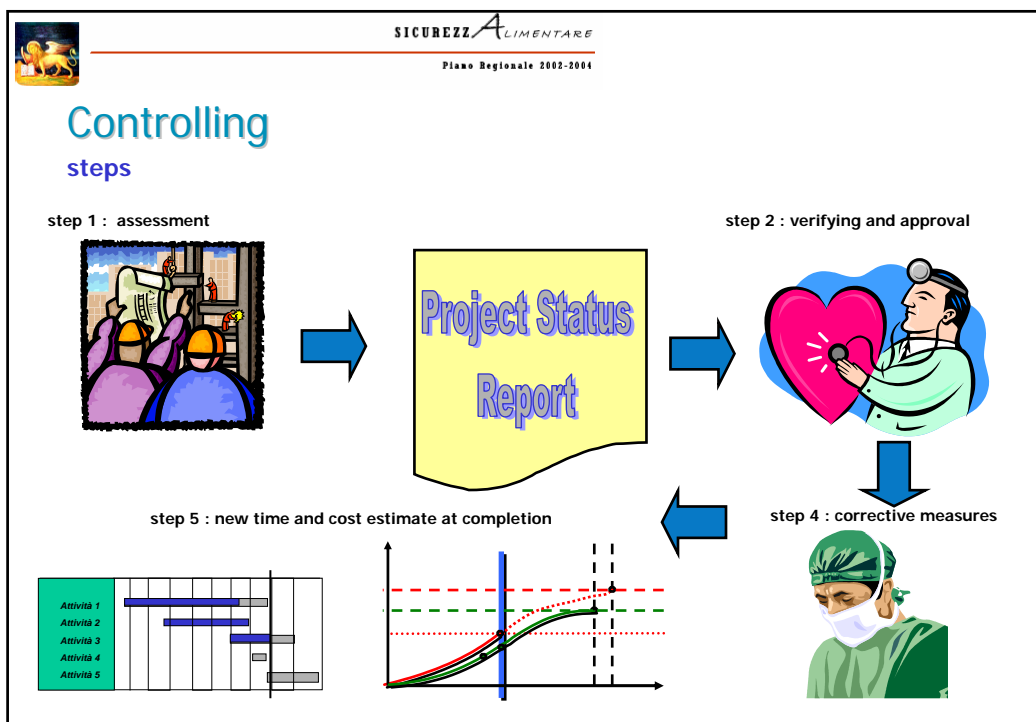 SICUREZZALIMENTARE
Piano Regionale 2002-2004
Controlling
steps
step 1 : assessment
step 2 : verifying and approval
Project Status
Report
step 5 : new time and cost estimate at completion
step 4 : corrective measures
Attività 1
Attività 2
Attività 3
Attività 4
Attività 5